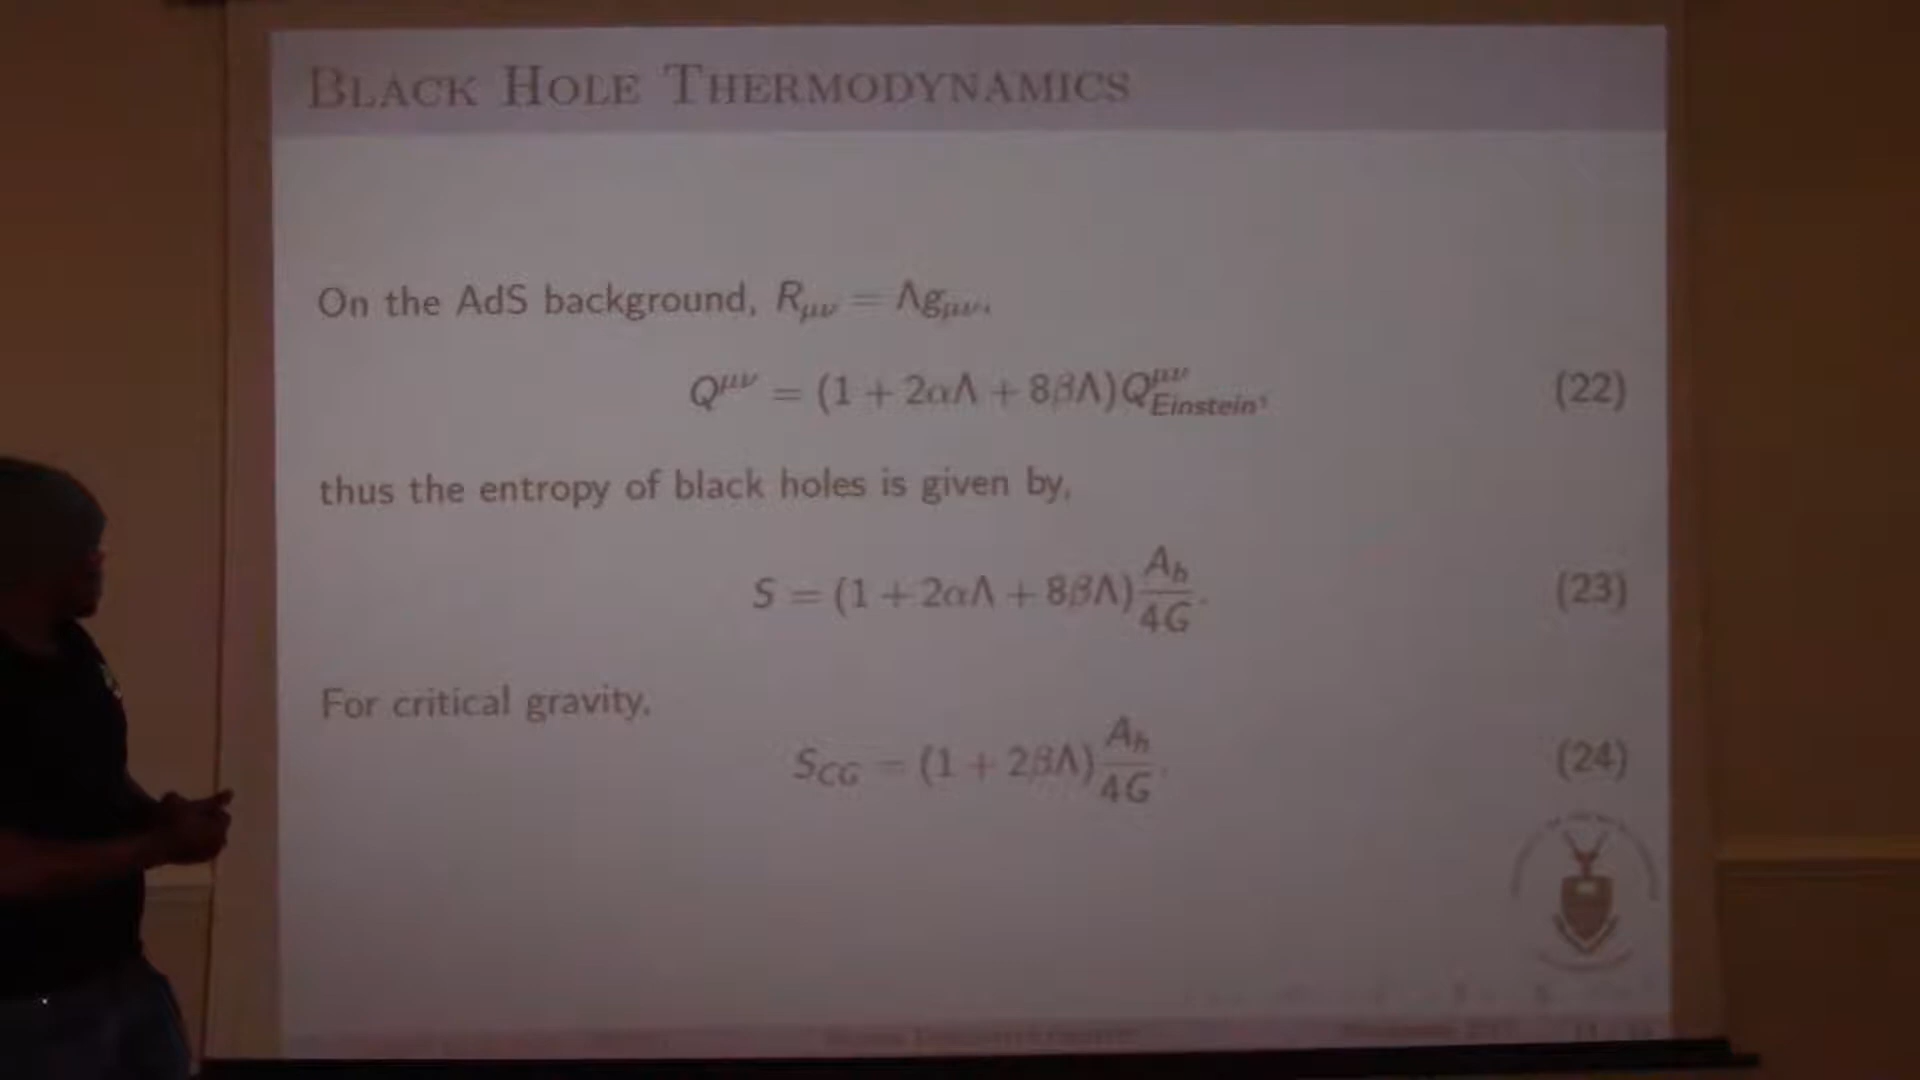 BLACK HOLE THERMODYNAMICS
On the AdS background, R_{μν} = Λg_{μν},
Q^{μν} = (1 + 2αΛ + 8βΛ)Q^{μν}_{Einstein}, (22)
thus the entropy of black holes is given by,
S = (1 + 2αΛ + 8βΛ) A_h/4G. (23)
For critical gravity,
S_{CG} = (1 + 2βΛ) A_h/4G. (24)